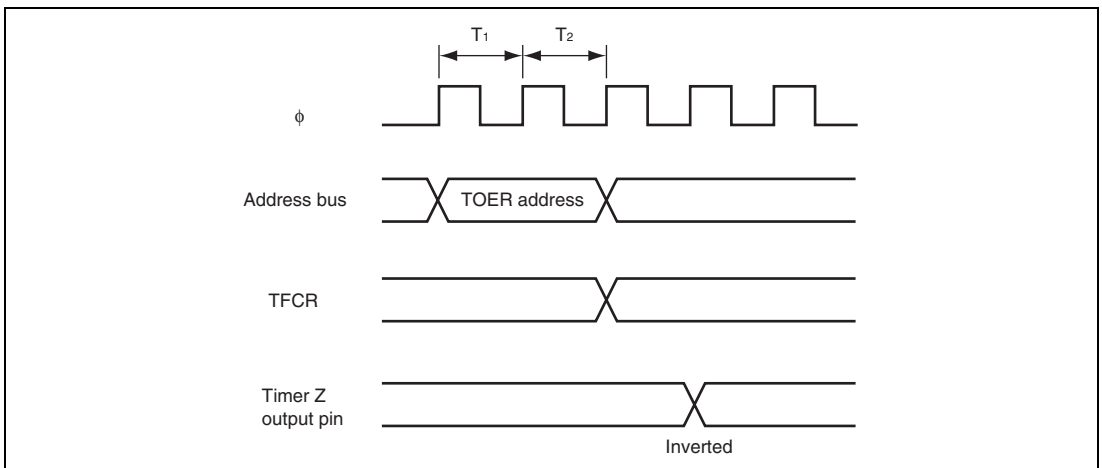 T1 T2
φ
Address bus
TOER address
TFCR
Timer Z
output pin
Inverted